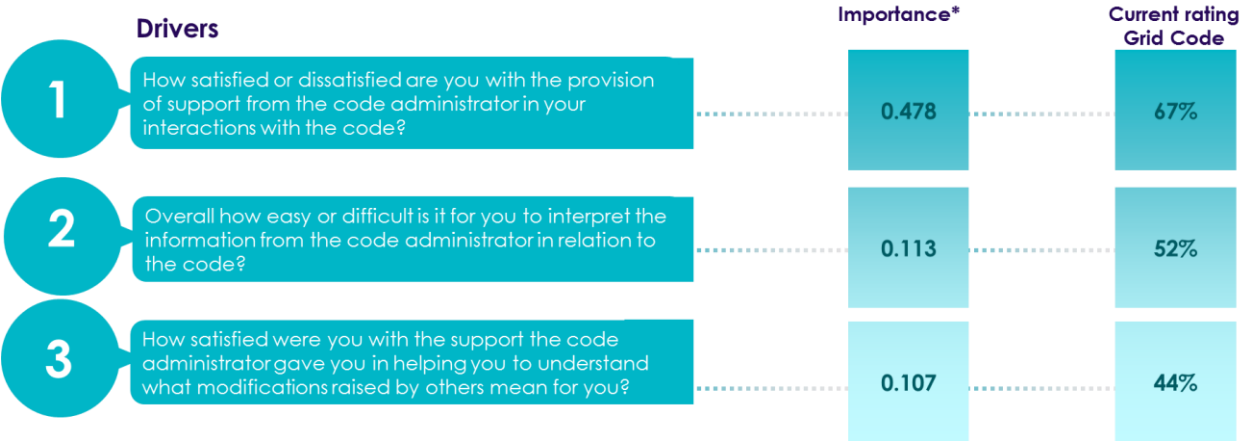 Drivers
Importance*
Current rating
Grid Code
1
How satisfied or dissatisfied are you with the provision
of support from the code administrator in your
interactions with the code?
0.478
67%
2
Overall how easy or difficult is it for you to interpret the
information from the code administrator in relation to
the code?
0.113
52%
3
How satisfied were you with the support the code
administrator gave you in helping you to understand
what modifications raised by others mean for you?
0.107
44%